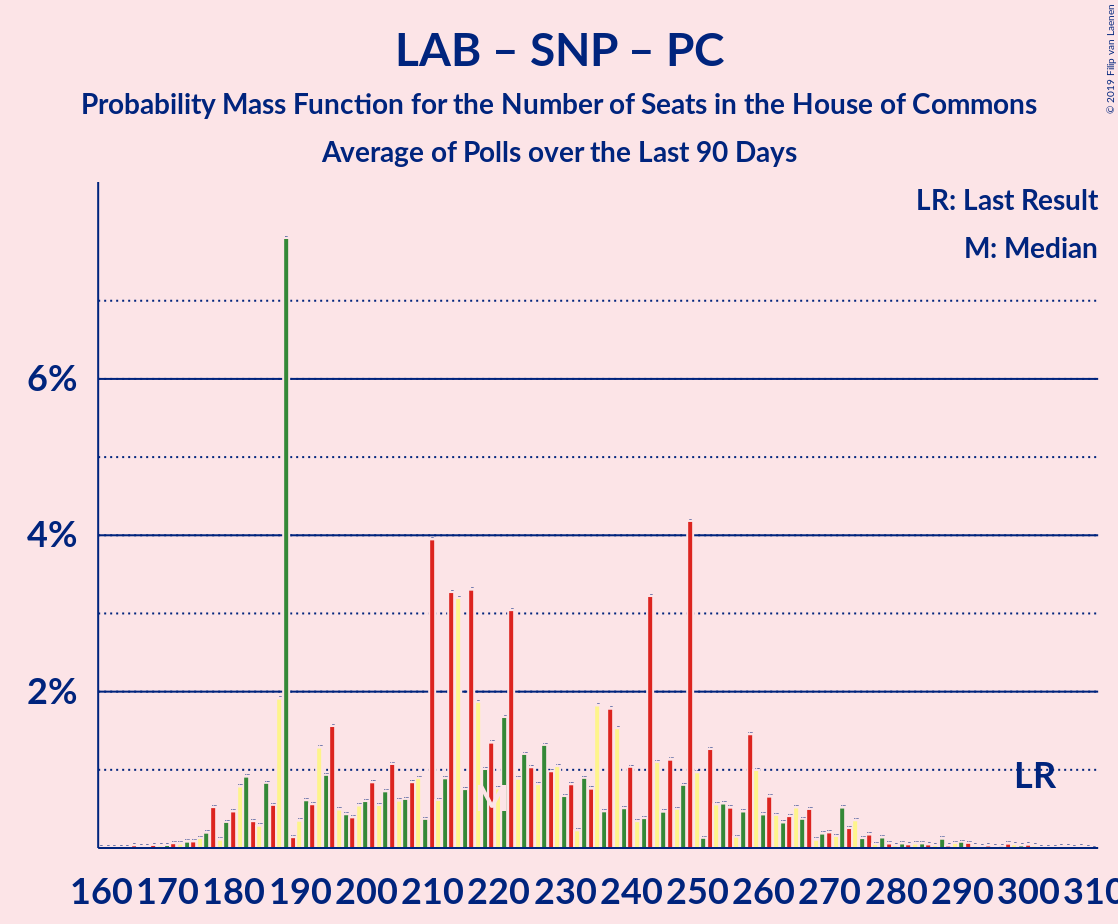 LAB – SNP – PC
Probability Mass Function for the Number of Seats in the House of Commons
Average of Polls over the Last 90 Days
© 2019 Filip van Laenen
LR: Last Result
M: Median
6%
4%
2%
M
LR
160 170 180 190 200 210 220 230 240 250 260 270 280 290 300 310